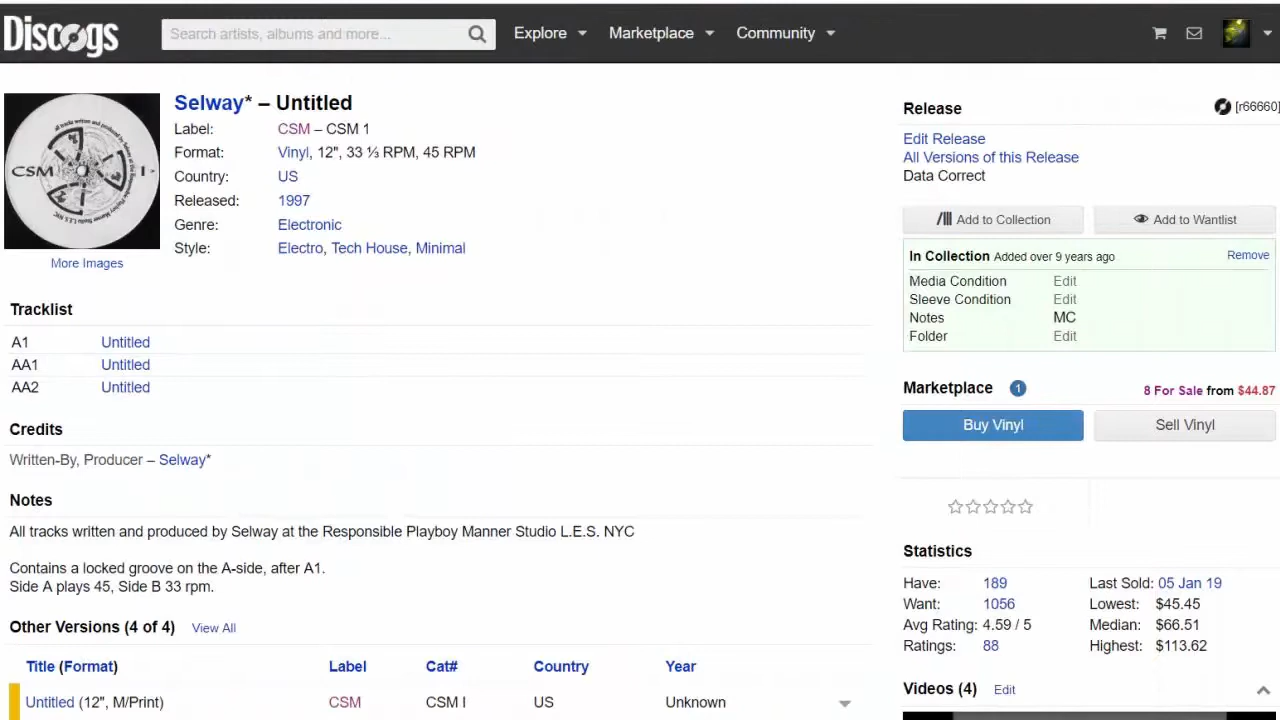 Discogs
Search artists, albums and more...
Explore
Marketplace
Community
CSM
I
Selway* – Untitled
Label: CSM – CSM 1
Format: Vinyl, 12", 33 ⅓ RPM, 45 RPM
Country: US
Released: 1997
Genre: Electronic
Style: Electro, Tech House, Minimal
More Images
Tracklist
A1 Untitled
AA1 Untitled
AA2 Untitled
Credits
Written-By, Producer – Selway*
Notes
All tracks written and produced by Selway at the Responsible Playboy Manner Studio L.E.S. NYC
Contains a locked groove on the A-side, after A1.
Side A plays 45, Side B 33 rpm.
Other Versions (4 of 4) View All
Title (Format) Label Cat# Country Year
Untitled (12", M/Print) CSM CSM I US Unknown
Release
[r66660]
Edit Release
All Versions of this Release
Data Correct
Add to Collection
Add to Wantlist
In Collection Added over 9 years ago Remove
Media Condition Edit
Sleeve Condition Edit
Notes MC
Folder Edit
Marketplace 1 8 For Sale from $44.87
Buy Vinyl
Sell Vinyl
Statistics
Have: 189 Last Sold: 05 Jan 19
Want: 1056 Lowest: $45.45
Avg Rating: 4.59 / 5 Median: $66.51
Ratings: 88 Highest: $113.62
Videos (4) Edit